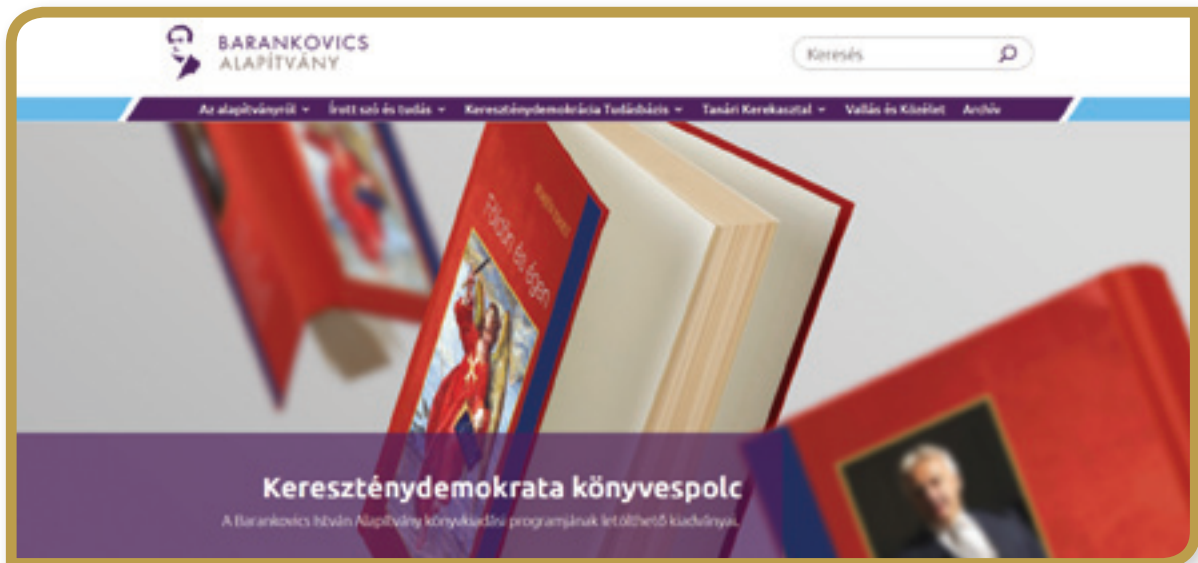 BARANKOVICS
ALAPÍTVÁNY
Keresés
Az alapítványról
Írott szó és tudás
Kereszténydemokrácia Tudásbázis
Tanári Kerekasztal
Vallás és Közélet
Archív
Földön és égen
Kereszténydemokrata könyvespolc
A Barankovics István Alapítvány könyvkiadási programjának letölthető kiadványai.